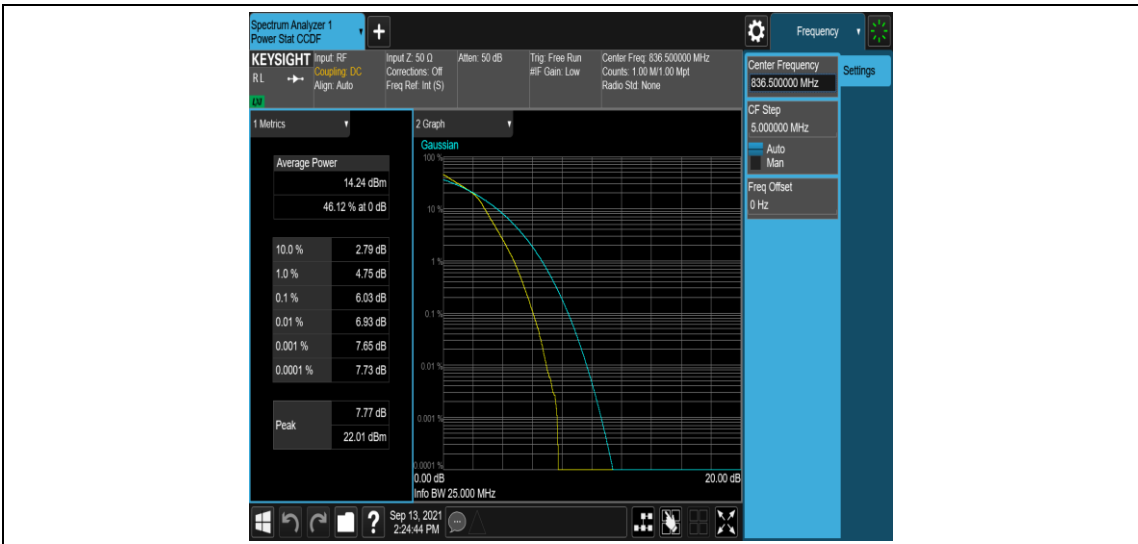 Spectrum Analyzer 1
Power Stat CCDF
+
Frequency
KEYSIGHT
RL
LXI
Input: RF
Coupling: DC
Align: Auto
Input Z: 50 Ω
Corrections: Off
Freq Ref: Int (S)
Atten: 50 dB
Trig: Free Run
#IF Gain: Low
Center Freq: 836.500000 MHz
Counts: 1.00 M/1.00 Mpt
Radio Std: None
Center Frequency
836.500000 MHz
Settings
CF Step
5.000000 MHz
Auto
Man
Freq Offset
0 Hz
1 Metrics
Average Power
14.24 dBm
46.12 % at 0 dB
10.0 % 2.79 dB
1.0 % 4.75 dB
0.1 % 6.03 dB
0.01 % 6.93 dB
0.001 % 7.65 dB
0.0001 % 7.73 dB
Peak
7.77 dB
22.01 dBm
2 Graph
Gaussian
100 %
10 %
1 %
0.1 %
0.01 %
0.001 %
0.0001 %
0.00 dB 20.00 dB
Info BW 25.000 MHz
?
Sep 13, 2021
2:24:44 PM